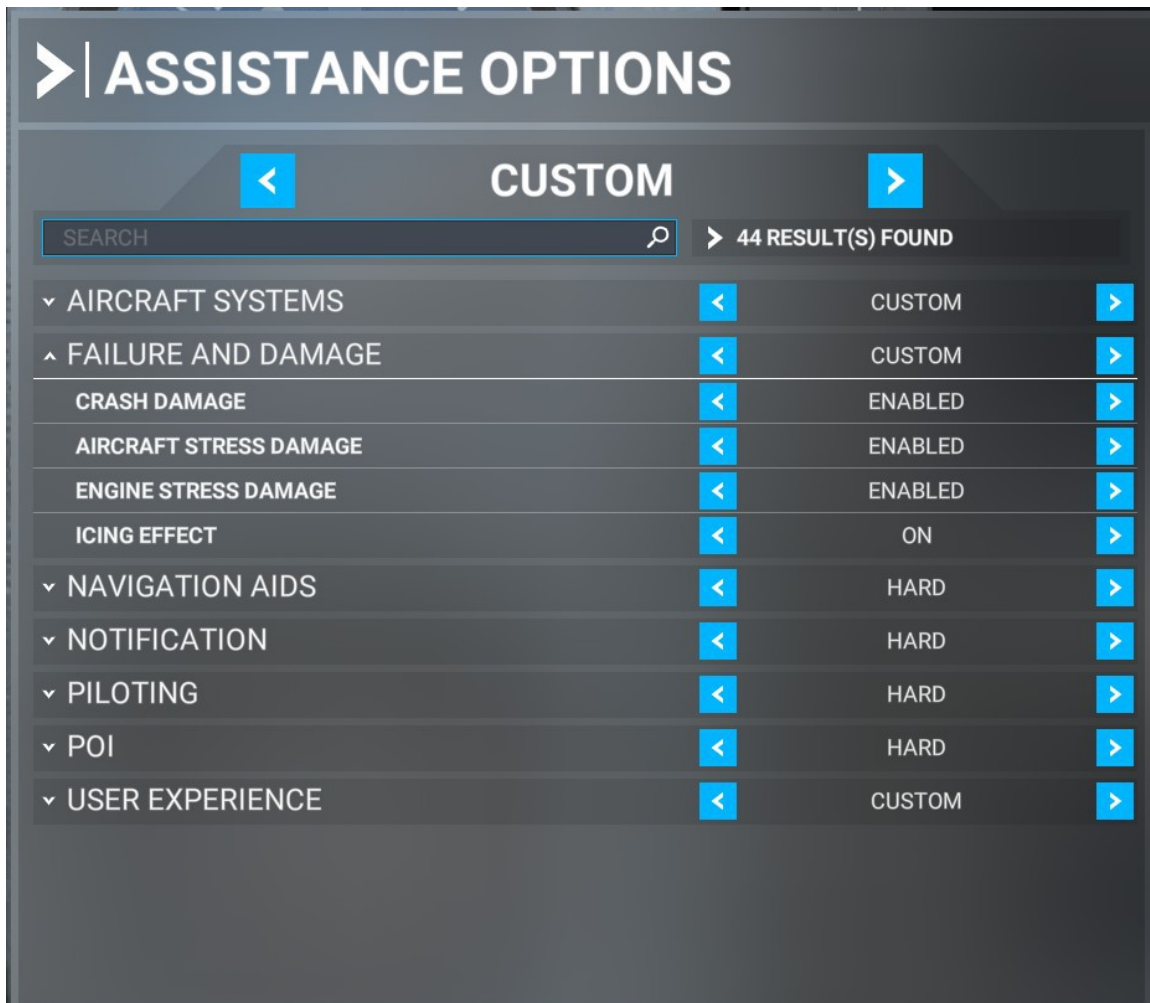 ASSISTANCE OPTIONS
CUSTOM
SEARCH
44 RESULT(S) FOUND
AIRCRAFT SYSTEMS CUSTOM
FAILURE AND DAMAGE CUSTOM
CRASH DAMAGE ENABLED
AIRCRAFT STRESS DAMAGE ENABLED
ENGINE STRESS DAMAGE ENABLED
ICING EFFECT ON
NAVIGATION AIDS HARD
NOTIFICATION HARD
PILOTING HARD
POI HARD
USER EXPERIENCE CUSTOM